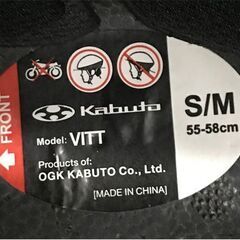 FRONT
Kabuto
S/M
55-58cm
Model: VITT
Products of:
OGK KABUTO Co., Ltd.
[MADE IN CHINA]